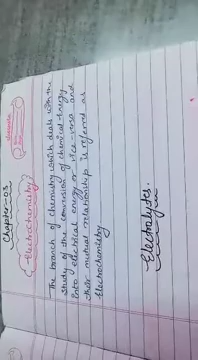 Chapter-03
Electrochemistry
The branch of chemistry which deals with the
study of the conversion of chemical energy
into electrical energy or vice-versa and
their mutual relationship is referred as
Electrochemistry
Electrolytes.